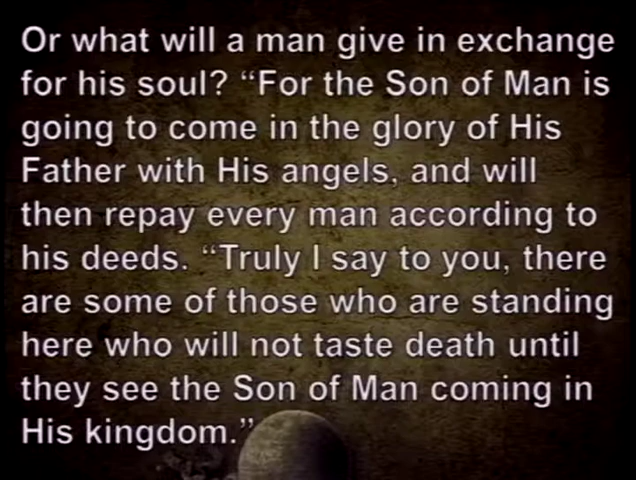 Or what will a man give in exchange
for his soul? “For the Son of Man is
going to come in the glory of His
Father with His angels, and will
then repay every man according to
his deeds. “Truly I say to you, there
are some of those who are standing
here who will not taste death until
they see the Son of Man coming in
His kingdom.”